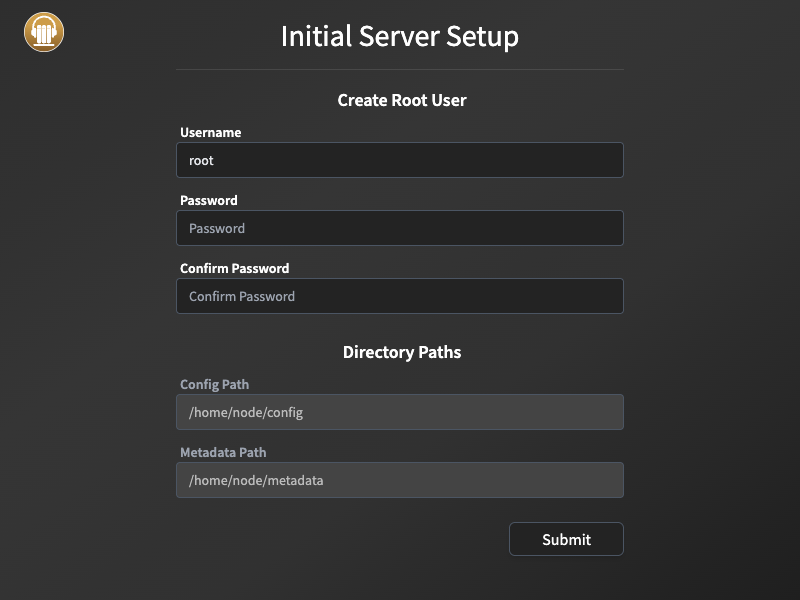 Initial Server Setup
Create Root User
Username
root
Password
Password
Confirm Password
Confirm Password
Directory Paths
Config Path
/home/node/config
Metadata Path
/home/node/metadata
Submit